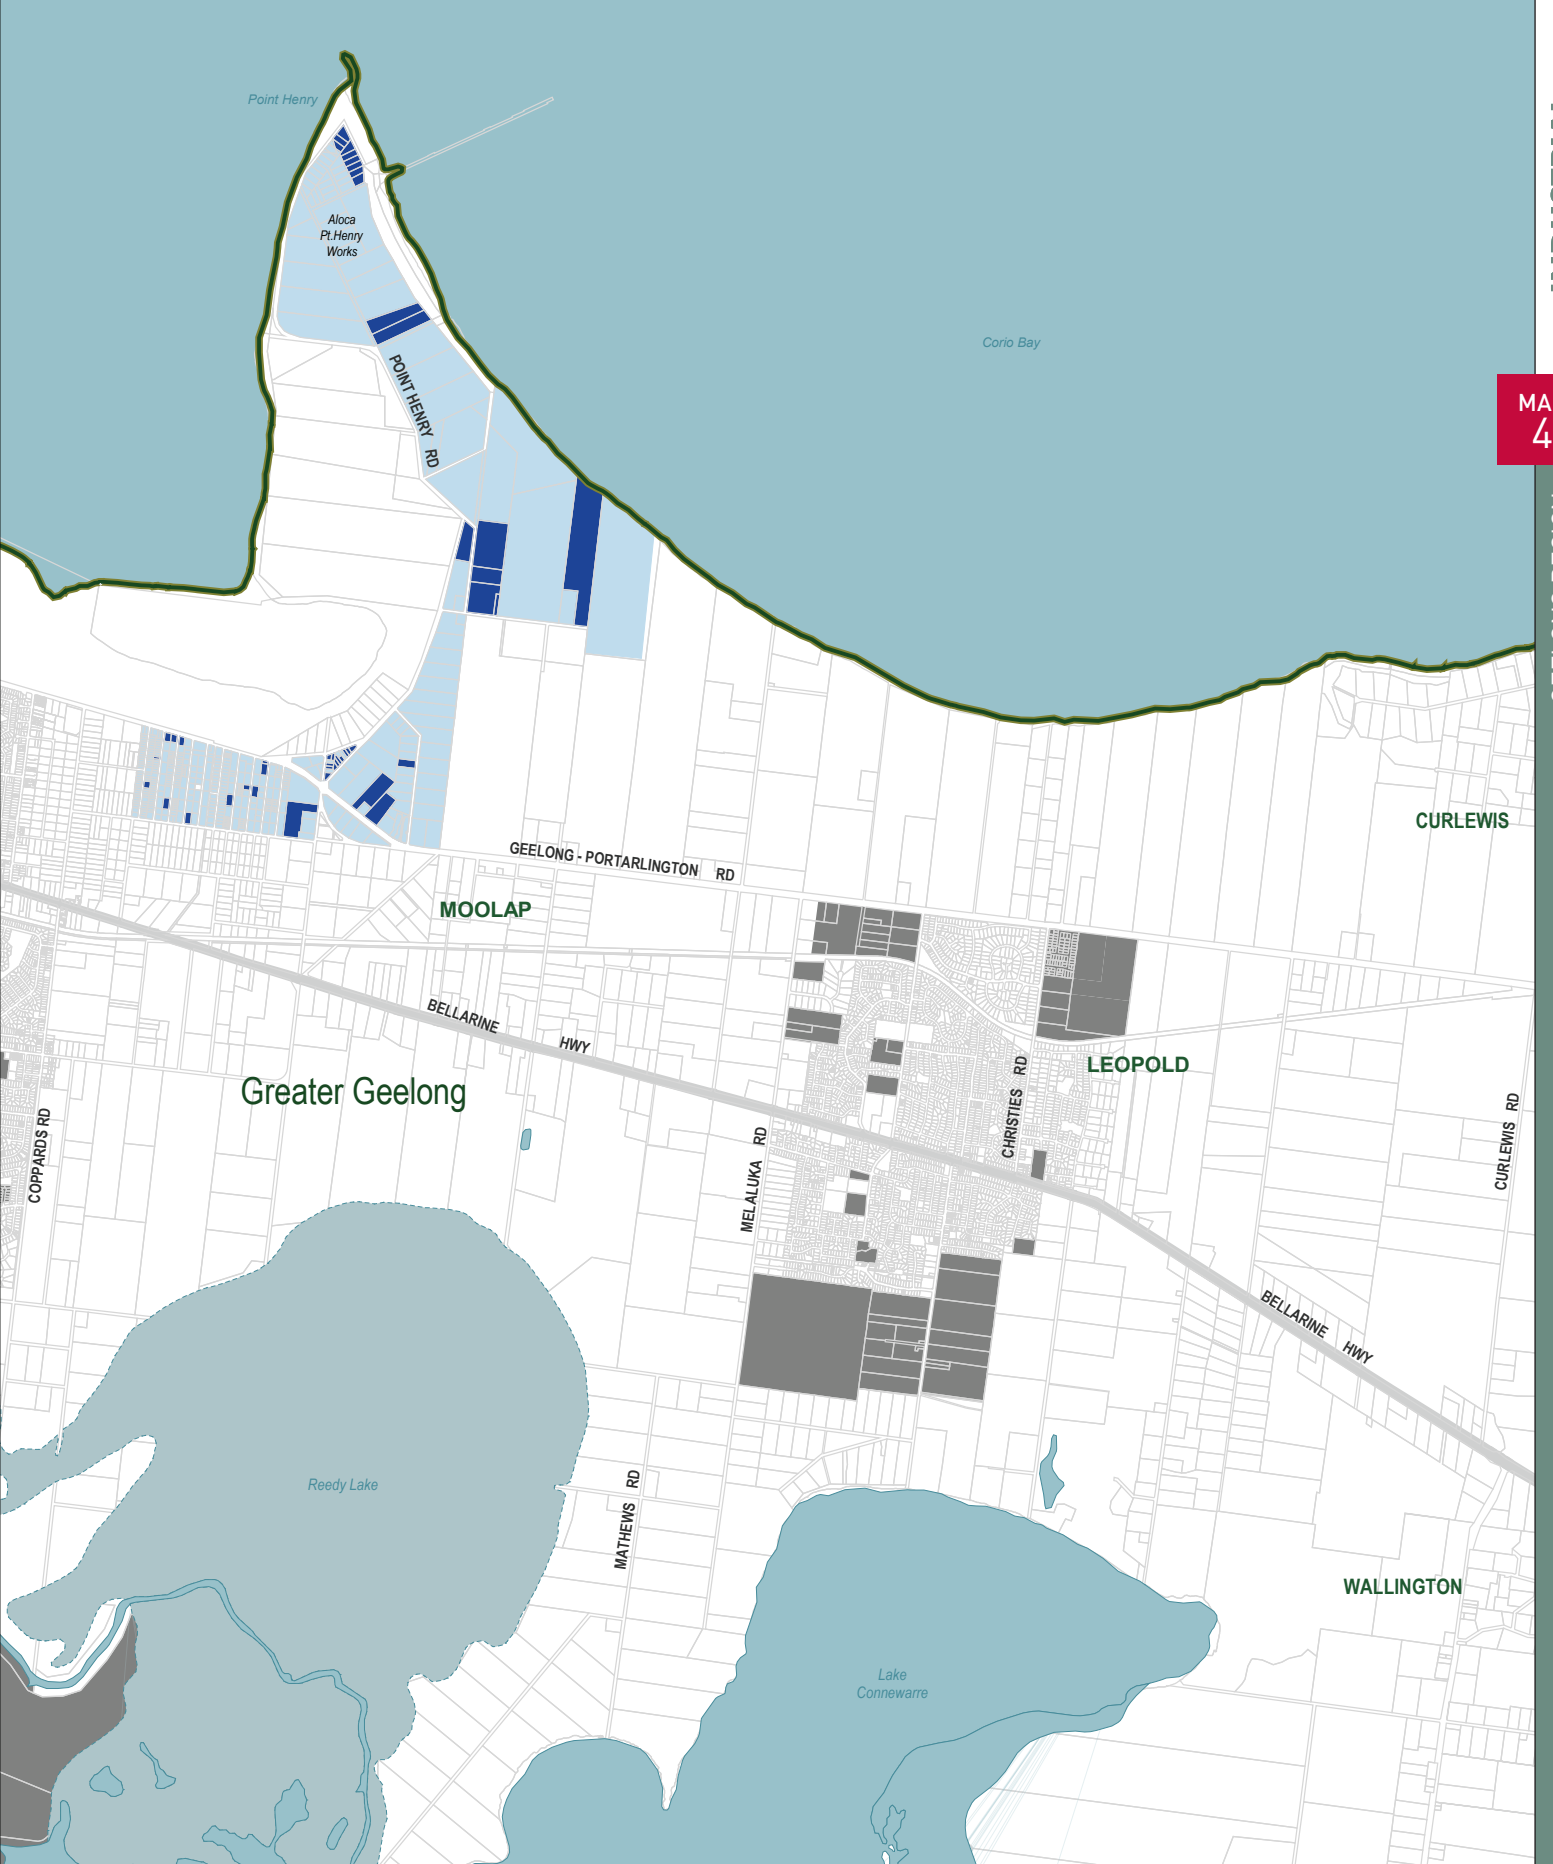 Point Henry
Aloca
Pt.Henry
Works
Corio Bay
POINT HENRY RD
MA
4
CURLEWIS
GEELONG - PORTARLINGTON RD
MOOLAP
BELLARINE HWY
LEOPOLD
Greater Geelong
CHRISTIES RD
COPPARDS RD
MELALUKA RD
CURLEWIS RD
BELLARINE HWY
Reedy Lake
MATHEWS RD
WALLINGTON
Lake
Connewarre